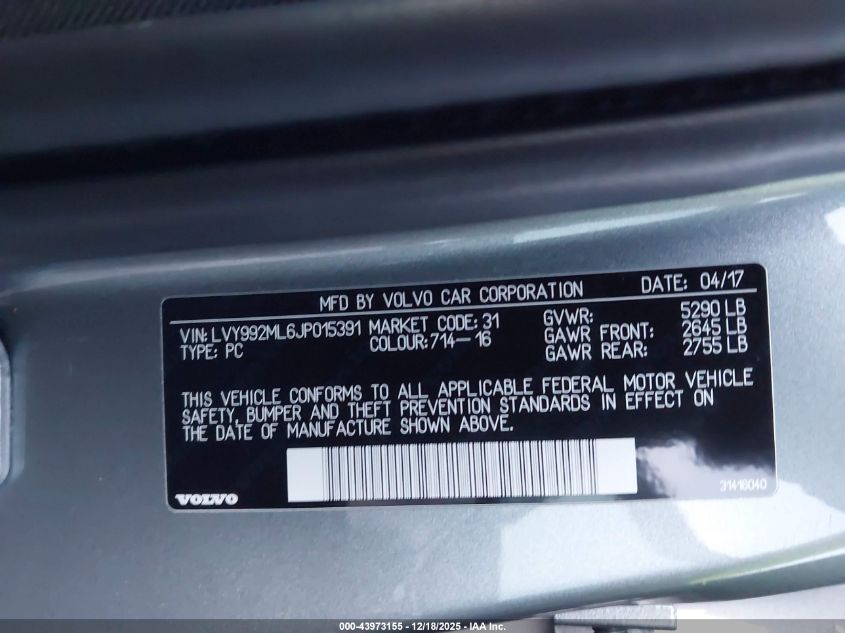 MFD BY VOLVO CAR CORPORATION DATE: 04/17
VIN: LVY992ML6JP015391 MARKET CODE: 31 GVWR: 5290 LB
TYPE: PC COLOUR: 714-16 GAWR FRONT: 2645 LB
GAWR REAR: 2755 LB
THIS VEHICLE CONFORMS TO ALL APPLICABLE FEDERAL MOTOR VEHICLE
SAFETY, BUMPER AND THEFT PREVENTION STANDARDS IN EFFECT ON
THE DATE OF MANUFACTURE SHOWN ABOVE.
VOLVO 31416040
000-43973155 - 12/18/2025 - IAA Inc.